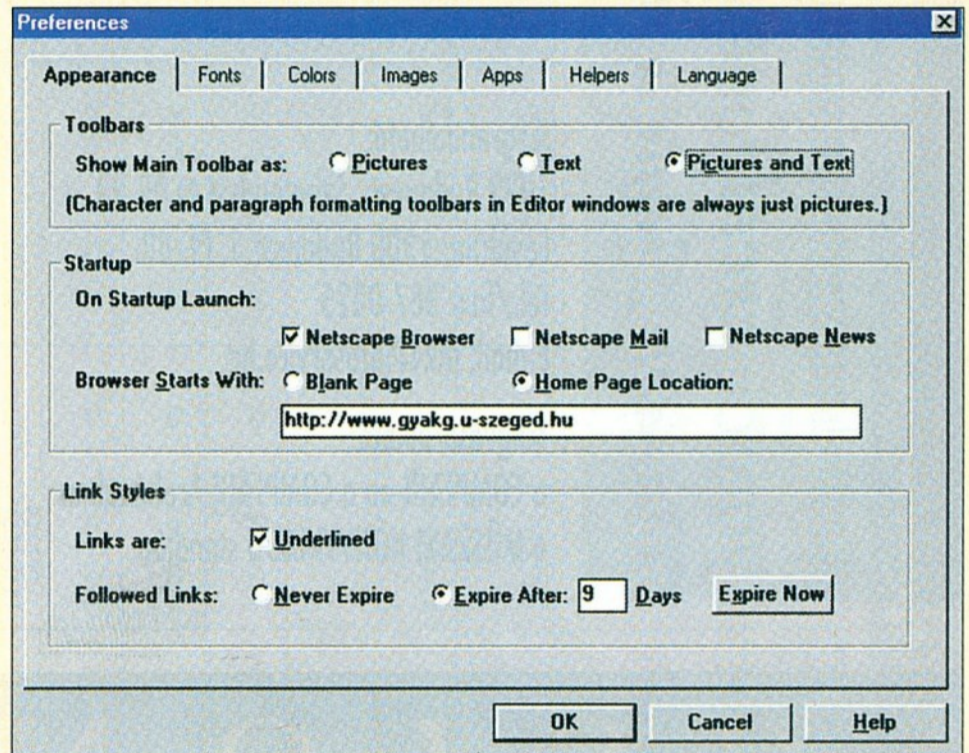 Preferences
Appearance Fonts Colors Images Apps Helpers Language
Toolbars
Show Main Toolbar as: Pictures Text Pictures and Text
(Character and paragraph formatting toolbars in Editor windows are always just pictures.)
Startup
On Startup Launch:
Netscape Browser Netscape Mail Netscape News
Browser Starts With: Blank Page Home Page Location:
http://www.gyakg.u-szeged.hu
Link Styles
Links are: Underlined
Followed Links: Never Expire Expire After: 9 Days Expire Now
OK Cancel Help